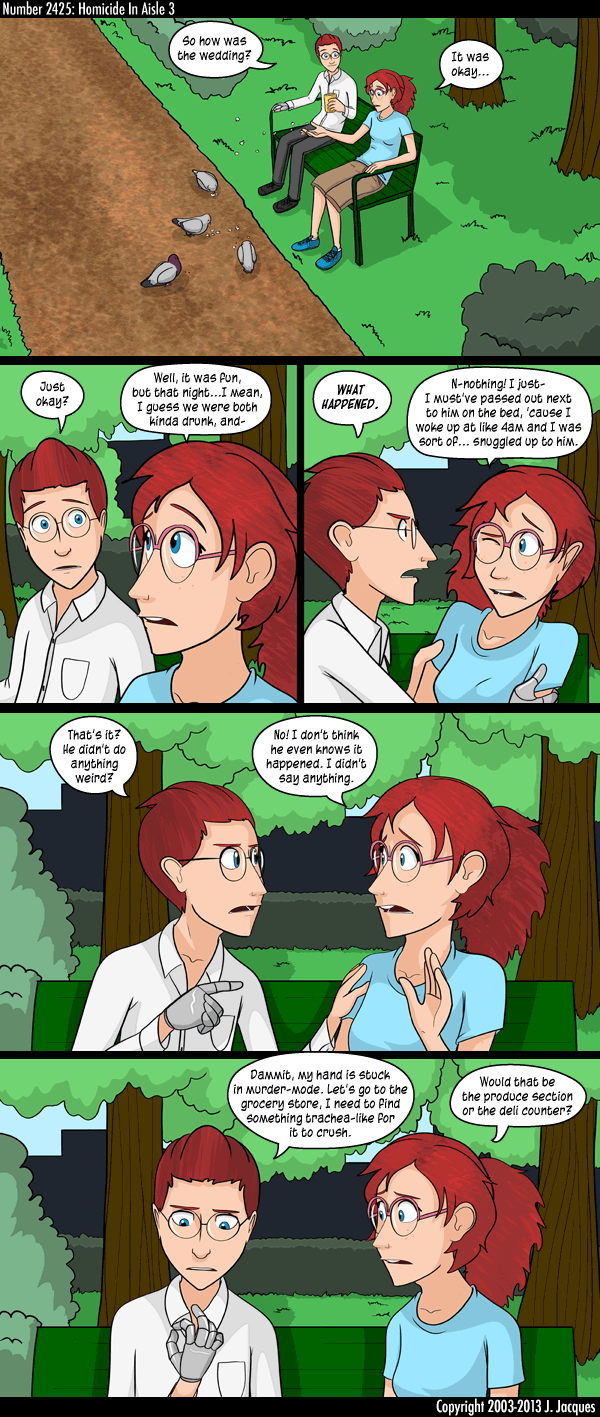 Number 2425: Homicide In Aisle 3
So how was
the wedding?
It was
okay...
Just
okay?
Well, it was fun,
but that night...I mean,
I guess we were both
kinda drunk, and-
WHAT
HAPPENED.
N-nothing! I just-
I must've passed out next
to him on the bed, 'cause I
woke up at like 4am and I was
sort of... snuggled up to him.
That's it?
He didn't do
anything
weird?
No! I don't think
he even knows it
happened. I didn't
say anything.
Dammit, my hand is stuck
in murder-mode. Let's go to the
grocery store, I need to find
something trachea-like for
it to crush.
Would that be
the produce section
or the deli counter?
Copyright 2003-2013 J. Jacques